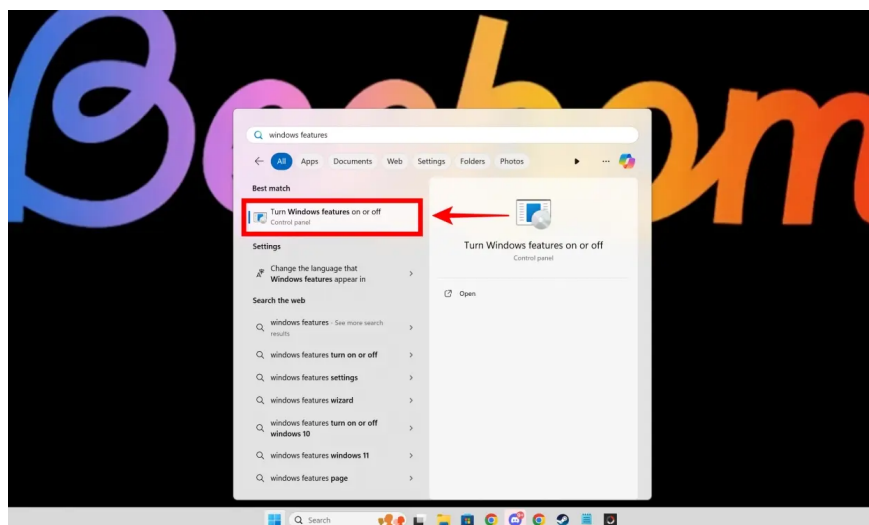 Beebom
windows features
All Apps Documents Web Settings Folders Photos
Best match
Turn Windows features on or off
Control panel
Settings
Change the language that
Windows features appear in
Search the web
windows features - See more search
results
windows features turn on or off
windows features settings
windows features wizard
windows features turn on or off
windows 10
windows features windows 11
windows features page
Turn Windows features on or off
Control panel
Open
Search